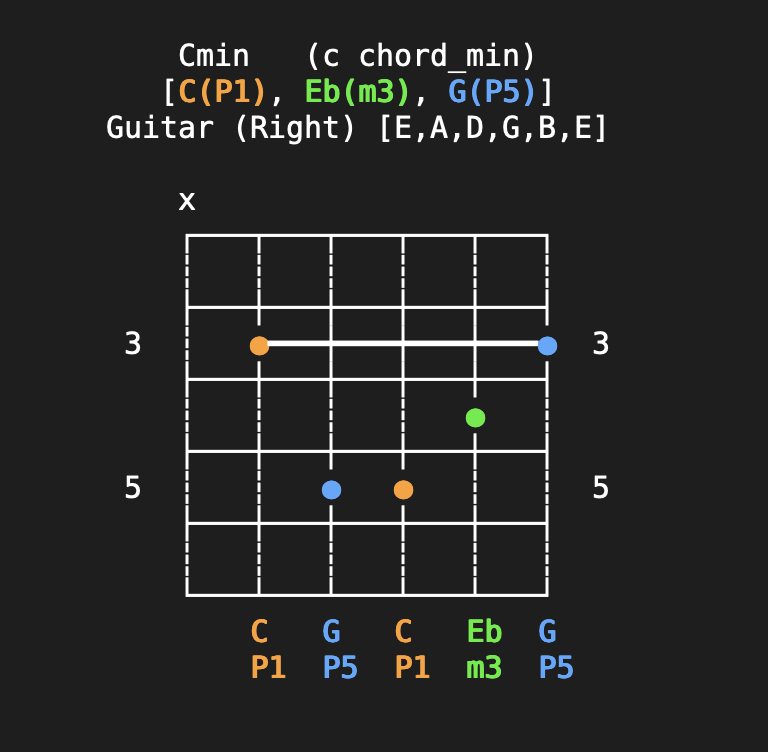 Cmin (c chord_min)
[C(P1), Eb(m3), G(P5)]
Guitar (Right) [E,A,D,G,B,E]
x
3 3
5 5
C G C Eb G
P1 P5 P1 m3 P5